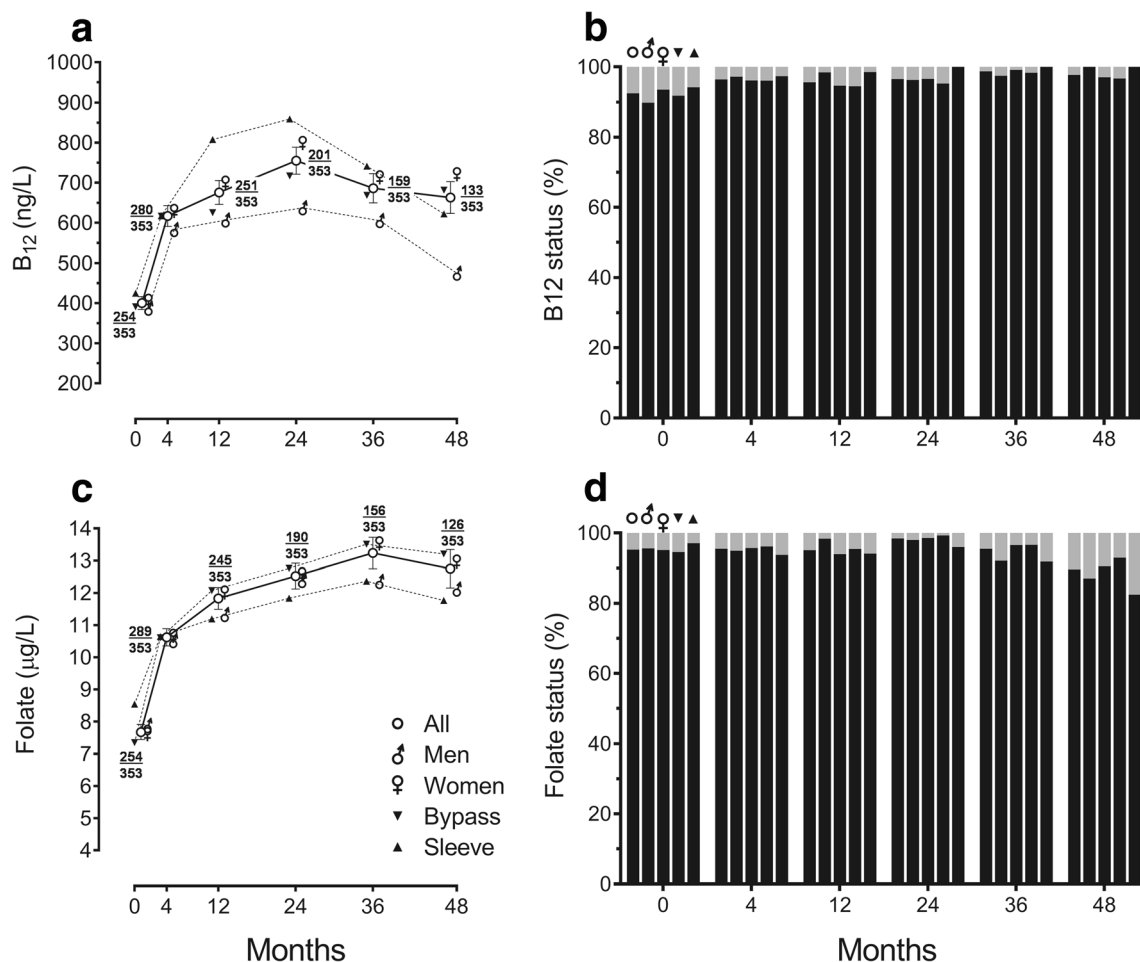 a
1000
900
800
700
600
500
400
300
200
B12 (ng/L)
254
353
280
353
251
353
201
353
159
353
133
353
0 4 12 24 36 48
b
100
80
60
40
20
0
B12 status (%)
0 4 12 24 36 48
c
14
13
12
11
10
9
8
7
6
5
4
Folate (μg/L)
254
353
289
353
245
353
190
353
156
353
126
353
All
Men
Women
Bypass
Sleeve
0 4 12 24 36 48
Months
d
100
80
60
40
20
0
Folate status (%)
0 4 12 24 36 48
Months